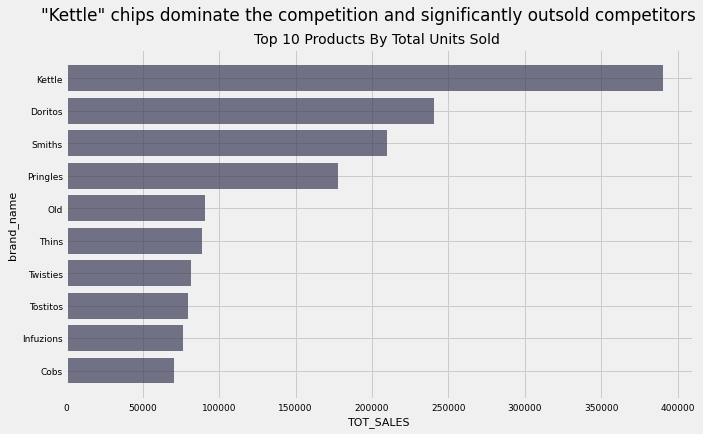 "Kettle" chips dominate the competition and significantly outsold competitors
Top 10 Products By Total Units Sold
brand_name
Kettle
Doritos
Smiths
Pringles
Old
Thins
Twisties
Tostitos
Infuzions
Cobs
0 50000 100000 150000 200000 250000 300000 350000 400000
TOT_SALES